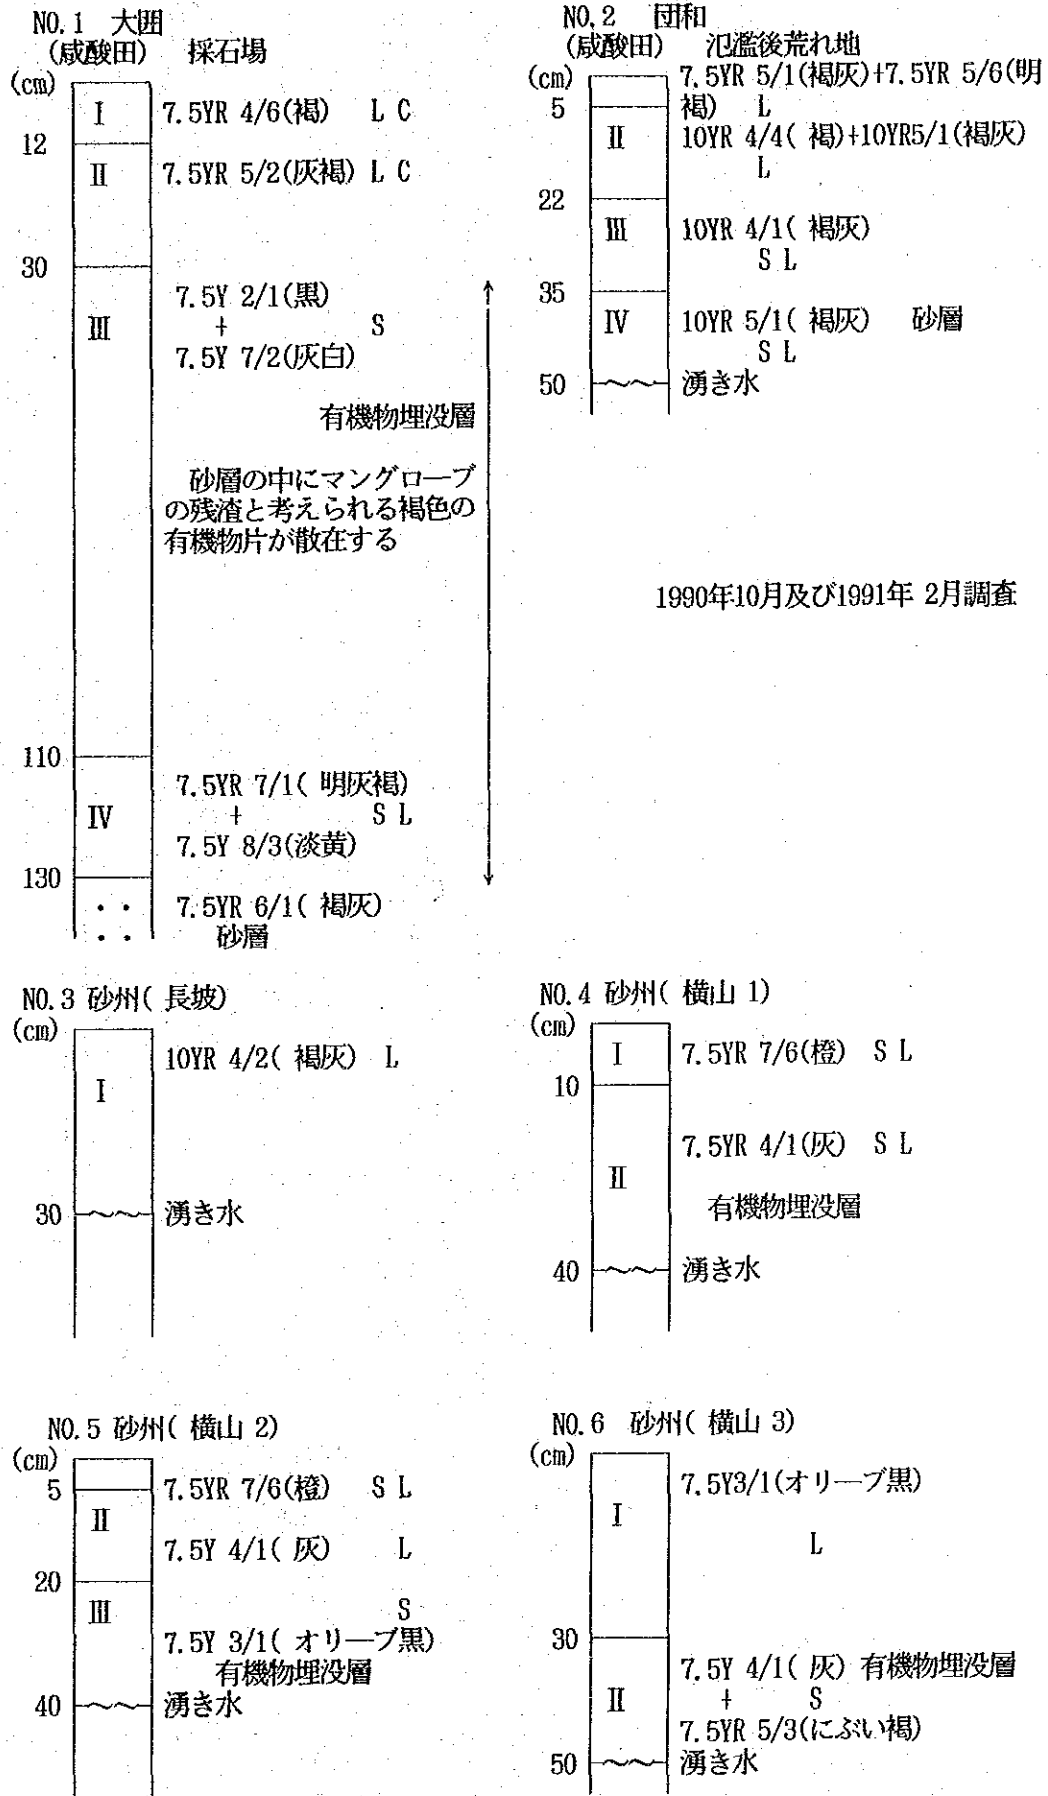 NO.1 大囲
(咸酸田) 採石場
(cm)
I 7.5YR 4/6(褐) L C
12
II 7.5YR 5/2(灰褐) L C
30
7.5Y 2/1(黒)
III + S
7.5Y 7/2(灰白)
有機物埋没層
砂層の中にマングローブ
の残渣と考えられる褐色の
有機物片が散在する
110
7.5YR 7/1( 明灰褐)
IV + S L
7.5Y 8/3(淡黄)
130
7.5YR 6/1( 褐灰)
砂層
NO.2 団和
(咸酸田) 氾濫後荒れ地
(cm) 7.5YR 5/1(褐灰)+7.5YR 5/6(明
5 褐) L
II 10YR 4/4( 褐)+10YR5/1(褐灰)
L
22
III 10YR 4/1( 褐灰)
S L
35
IV 10YR 5/1( 褐灰) 砂層
S L
50 湧き水
1990年10月及び1991年 2月調査
NO.3 砂州( 長坡)
(cm)
10YR 4/2( 褐灰) L
I
30 湧き水
NO.4 砂州( 横山 1)
(cm)
I 7.5YR 7/6(橙) S L
10
7.5YR 4/1(灰) S L
II
有機物埋没層
40 湧き水
NO.5 砂州( 横山 2)
(cm)
5 7.5YR 7/6(橙) S L
II
7.5Y 4/1( 灰) L
20
III S
7.5Y 3/1( オリーブ黒)
有機物埋没層
40 湧き水
NO.6 砂州( 横山 3)
(cm)
7.5Y3/1(オリーブ黒)
I
L
30
7.5Y 4/1( 灰) 有機物埋没層
II + S
7.5YR 5/3(にぶい褐)
50 湧き水